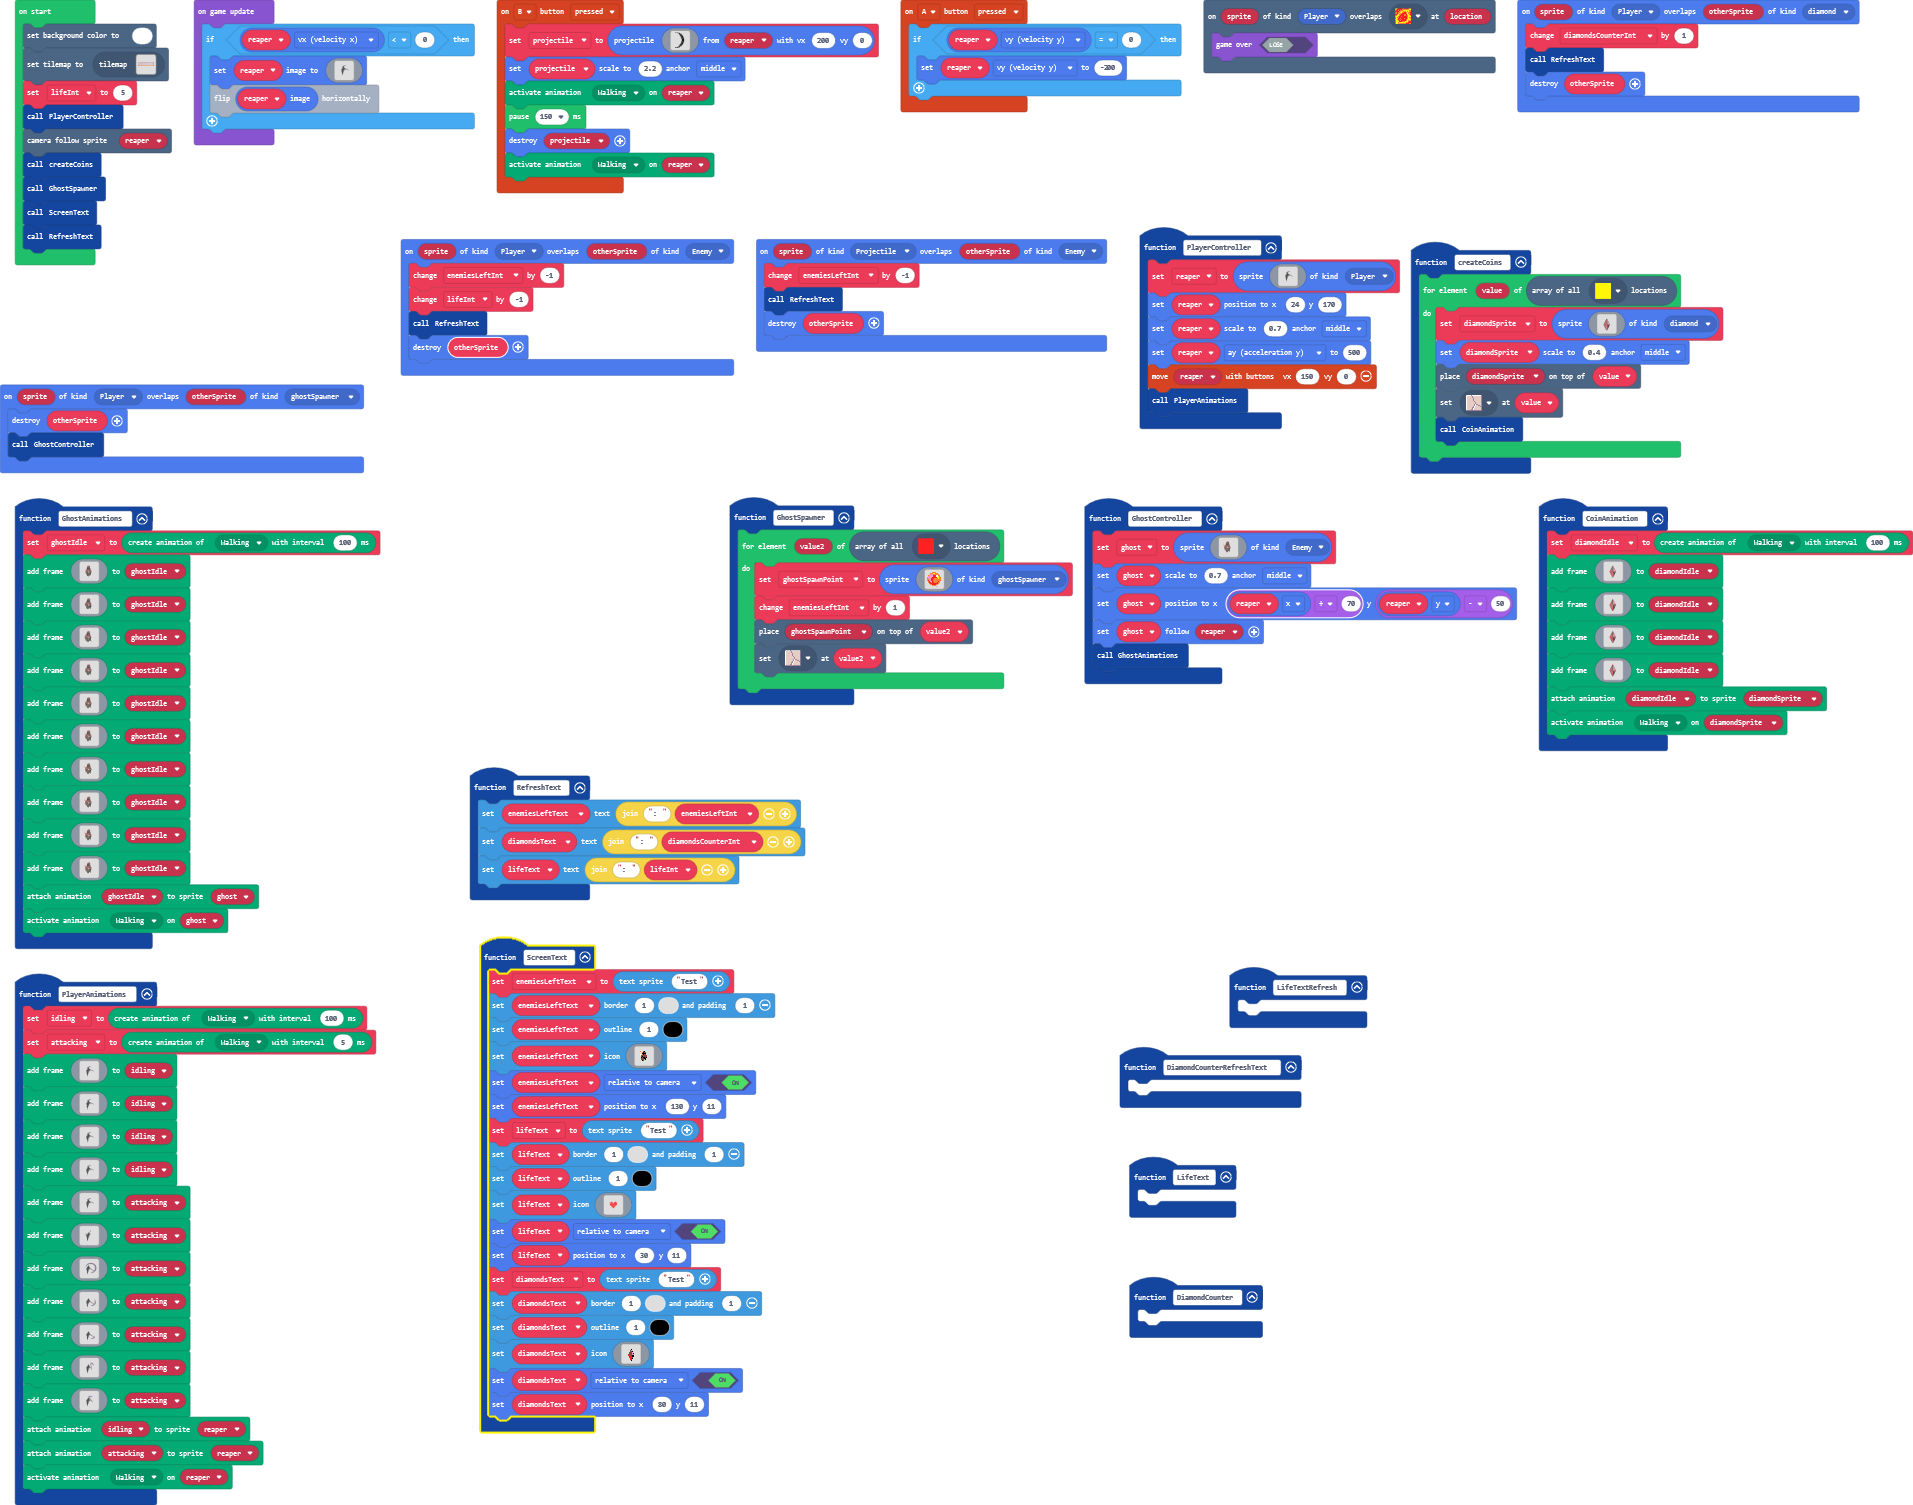 on start
set background color to
set tilemap to tilemap
set lifeInt to 5
call PlayerController
camera follow sprite reaper
call createCoins
call GhostSpawner
call ScreenText
call RefreshText
on game update
if reaper vx (velocity x) < 0 then
set reaper image to
flip reaper image horizontally
on B button pressed
set projectile to projectile from reaper with vx 200 vy 0
set projectile scale to 2.2 anchor middle
activate animation Walking on reaper
pause 150 ms
destroy projectile
activate animation Walking on reaper
on A button pressed
if reaper vy (velocity y) = 0 then
set reaper vy (velocity y) to -200
on sprite of kind Player overlaps at location
game over LOSE
on sprite of kind Player overlaps otherSprite of kind diamond
change diamondsCounterInt by 1
call RefreshText
destroy otherSprite
on sprite of kind Player overlaps otherSprite of kind Enemy
change enemiesLeftInt by -1
change lifeInt by -1
call RefreshText
destroy otherSprite
on sprite of kind Projectile overlaps otherSprite of kind Enemy
change enemiesLeftInt by -1
call RefreshText
destroy otherSprite
function PlayerController
set reaper to sprite of kind Player
set reaper position to x 24 y 170
set reaper scale to 0.7 anchor middle
set reaper ay (acceleration y) to 500
move reaper with buttons vx 150 vy 0
call PlayerAnimations
function createCoins
for element value of array of all locations
do
set diamondSprite to sprite of kind diamond
set diamondSprite scale to 0.4 anchor middle
place diamondSprite on top of value
set at value
call CoinAnimation
on sprite of kind Player overlaps otherSprite of kind ghostSpawner
destroy otherSprite
call GhostController
function GhostAnimations
set ghostIdle to create animation of Walking with interval 100 ms
add frame to ghostIdle
add frame to ghostIdle
add frame to ghostIdle
add frame to ghostIdle
add frame to ghostIdle
add frame to ghostIdle
add frame to ghostIdle
add frame to ghostIdle
add frame to ghostIdle
add frame to ghostIdle
attach animation ghostIdle to sprite ghost
activate animation Walking on ghost
function GhostSpawner
for element value2 of array of all locations
do
set ghostSpawnPoint to sprite of kind ghostSpawner
change enemiesLeftInt by 1
place ghostSpawnPoint on top of value2
set at value2
function GhostController
set ghost to sprite of kind Enemy
set ghost scale to 0.7 anchor middle
set ghost position to x reaper x + 70 y reaper y - 50
set ghost follow reaper
call GhostAnimations
function CoinAnimation
set diamondIdle to create animation of Walking with interval 100 ms
add frame to diamondIdle
add frame to diamondIdle
add frame to diamondIdle
add frame to diamondIdle
attach animation diamondIdle to sprite diamondSprite
activate animation Walking on diamondSprite
function RefreshText
set enemiesLeftText text join ":" enemiesLeftInt
set diamondsText text join ":" diamondsCounterInt
set lifeText text join ":" lifeInt
function PlayerAnimations
set idling to create animation of Walking with interval 100 ms
set attacking to create animation of Walking with interval 5 ms
add frame to idling
add frame to idling
add frame to idling
add frame to idling
add frame to attacking
add frame to attacking
add frame to attacking
add frame to attacking
add frame to attacking
add frame to attacking
add frame to attacking
attach animation idling to sprite reaper
attach animation attacking to sprite reaper
activate animation Walking on reaper
function ScreenText
set enemiesLeftText to text sprite "Test"
set enemiesLeftText border 1 and padding 1
set enemiesLeftText outline 1
set enemiesLeftText icon
set enemiesLeftText relative to camera ON
set enemiesLeftText position to x 130 y 11
set lifeText to text sprite "Test"
set lifeText border 1 and padding 1
set lifeText outline 1
set lifeText icon
set lifeText relative to camera ON
set lifeText position to x 30 y 11
set diamondsText to text sprite "Test"
set diamondsText border 1 and padding 1
set diamondsText outline 1
set diamondsText icon
set diamondsText relative to camera ON
set diamondsText position to x 80 y 11
function LifeTextRefresh
function DiamondCounterRefreshText
function LifeText
function DiamondCounter